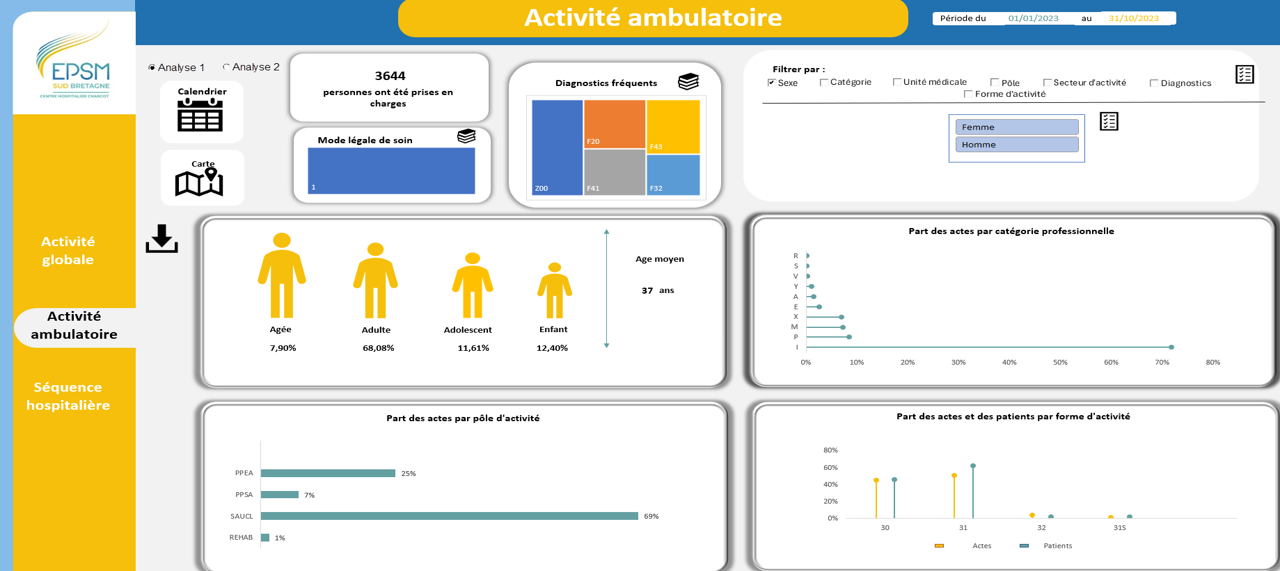 Activité ambulatoire
Période du 01/01/2023 au 31/10/2023
EPSM
SUD BRETAGNE
CENTRE HOSPITALIER CHARCOT
Activité
globale
Activité
ambulatoire
Séquence
hospitalière
Analyse 1
Analyse 2
Calendrier
Carte
3644
personnes ont été prises en
charges
Mode légale de soin
1
Diagnostics fréquents
Z00
F20
F41
F43
F32
Filtrer par :
Sexe
Catégorie
Unité médicale
Pôle
Secteur d'activité
Diagnostics
Forme d'activité
Femme
Homme
Agée
Adulte
Adolescent
Enfant
7,90%
68,08%
11,61%
12,40%
Age moyen
37 ans
Part des actes par catégorie professionnelle
R
S
V
Y
A
E
X
M
P
I
0% 10% 20% 30% 40% 50% 60% 70% 80%
Part des actes par pôle d'activité
PPEA 25%
PPSA 7%
SAUCL 69%
REHAB 1%
Part des actes et des patients par forme d'activité
80%
60%
40%
20%
0%
30 31 32 315
Actes Patients